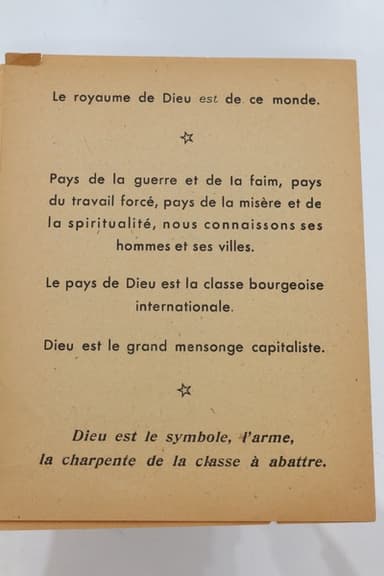 Le royaume de Dieu est de ce monde.
Pays de la guerre et de la faim, pays
du travail forcé, pays de la misère et de
la spiritualité, nous connaissons ses
hommes et ses villes.
Le pays de Dieu est la classe bourgeoise
internationale.
Dieu est le grand mensonge capitaliste.
Dieu est le symbole, l'arme,
la charpente de la classe à abattre.